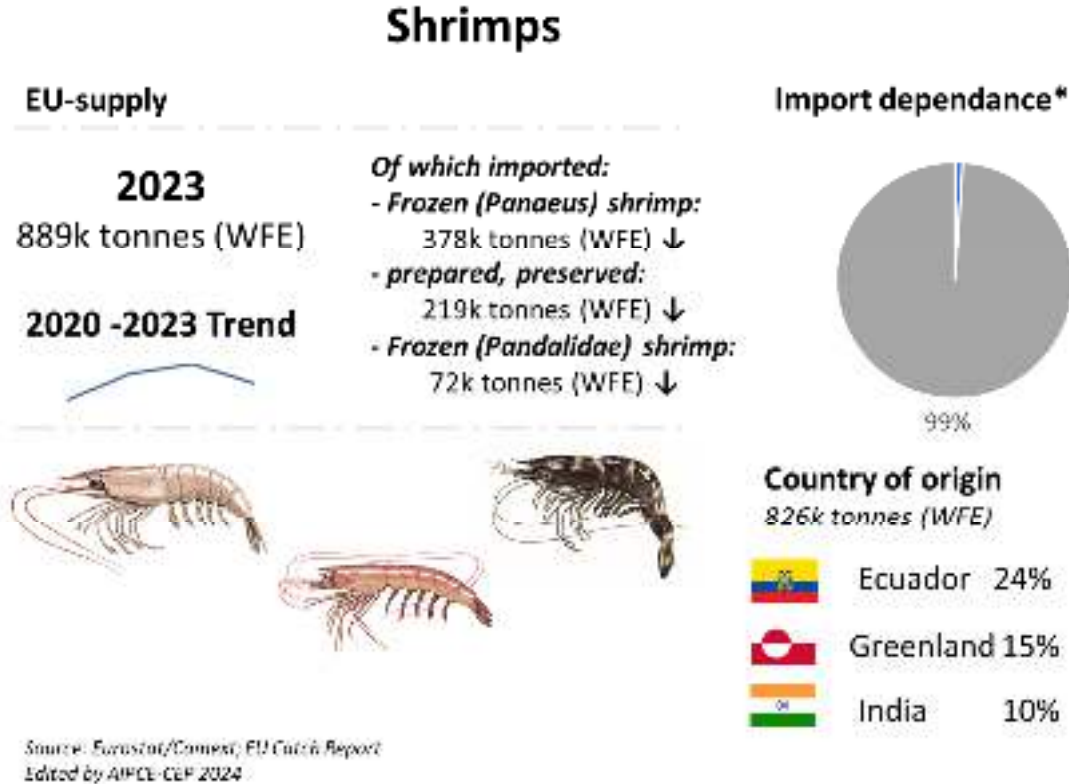 Shrimps
EU-supply
2023
889k tonnes (WFE)
2020 -2023 Trend
Of which imported:
- Frozen (Panaeus) shrimp:
378k tonnes (WFE) ↓
- prepared, preserved:
219k tonnes (WFE) ↓
- Frozen (Pandalidae) shrimp:
72k tonnes (WFE) ↓
Import dependance*
99%
Country of origin
826k tonnes (WFE)
Ecuador 24%
Greenland 15%
India 10%
Source: Eurostat/Comext; EU Catch Report
Edited by AIPCE-CEP 2024